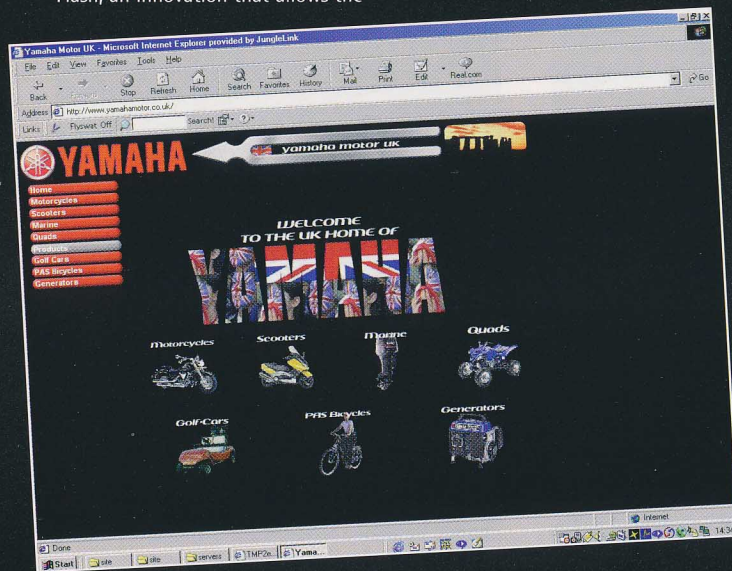 Flash, an innovation that allows the
Yamaha Motor UK - Microsoft Internet Explorer provided by JungleLink
File Edit View Favorites Tools Help
Back Forward Stop Refresh Home Search Favorites History Mail Print Edit Real.com
Address http://www.yamahamotor.co.uk/ Go
Links Flyswat Off Search!
YAMAHA
yamaha motor uk
Home
Motorcycles
Scooters
Marine
Quads
Products
Golf Cars
PAS Bicycles
Generators
WELCOME
TO THE UK HOME OF
YAMAHA
Motorcycles
Scooters
Marine
Quads
Golf-Cars
PAS Bicycles
Generators
Done
Internet
Start site site servers TMP2e... Yama... 14:34